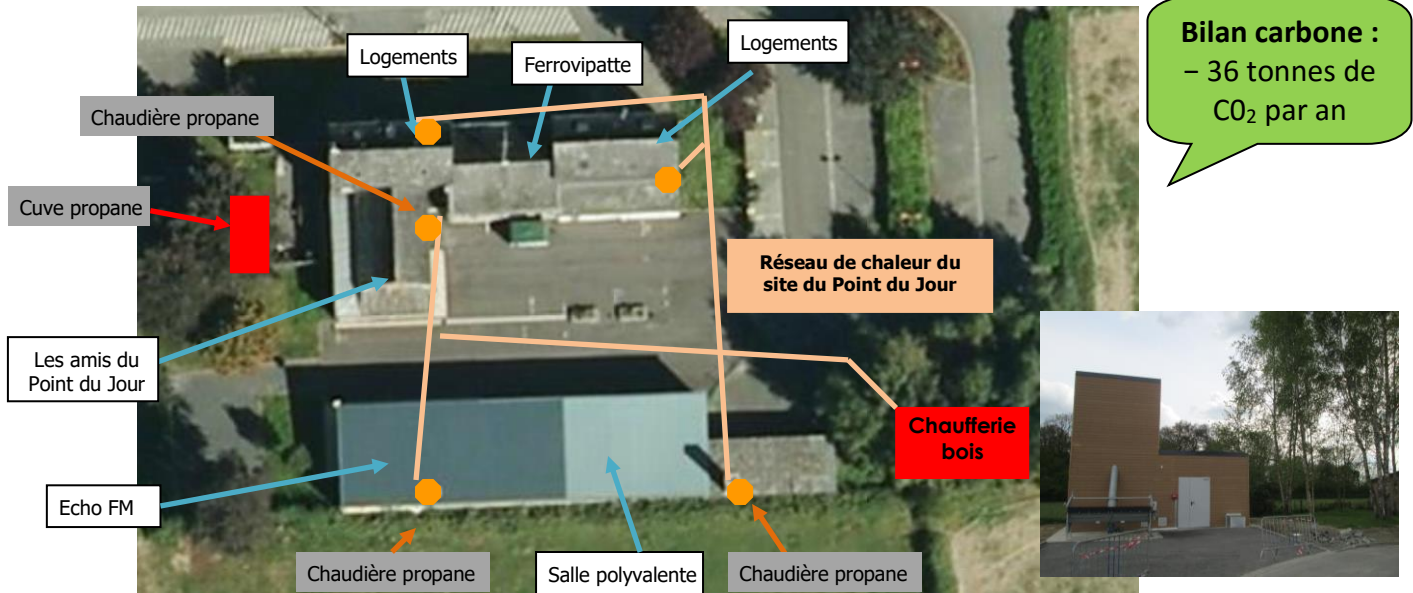 Logements
Ferrovipatte
Logements
Bilan carbone :
− 36 tonnes de
C0₂ par an
Chaudière propane
Cuve propane
Réseau de chaleur du
site du Point du Jour
Les amis du
Point du Jour
Chaufferie
bois
Echo FM
Chaudière propane
Salle polyvalente
Chaudière propane